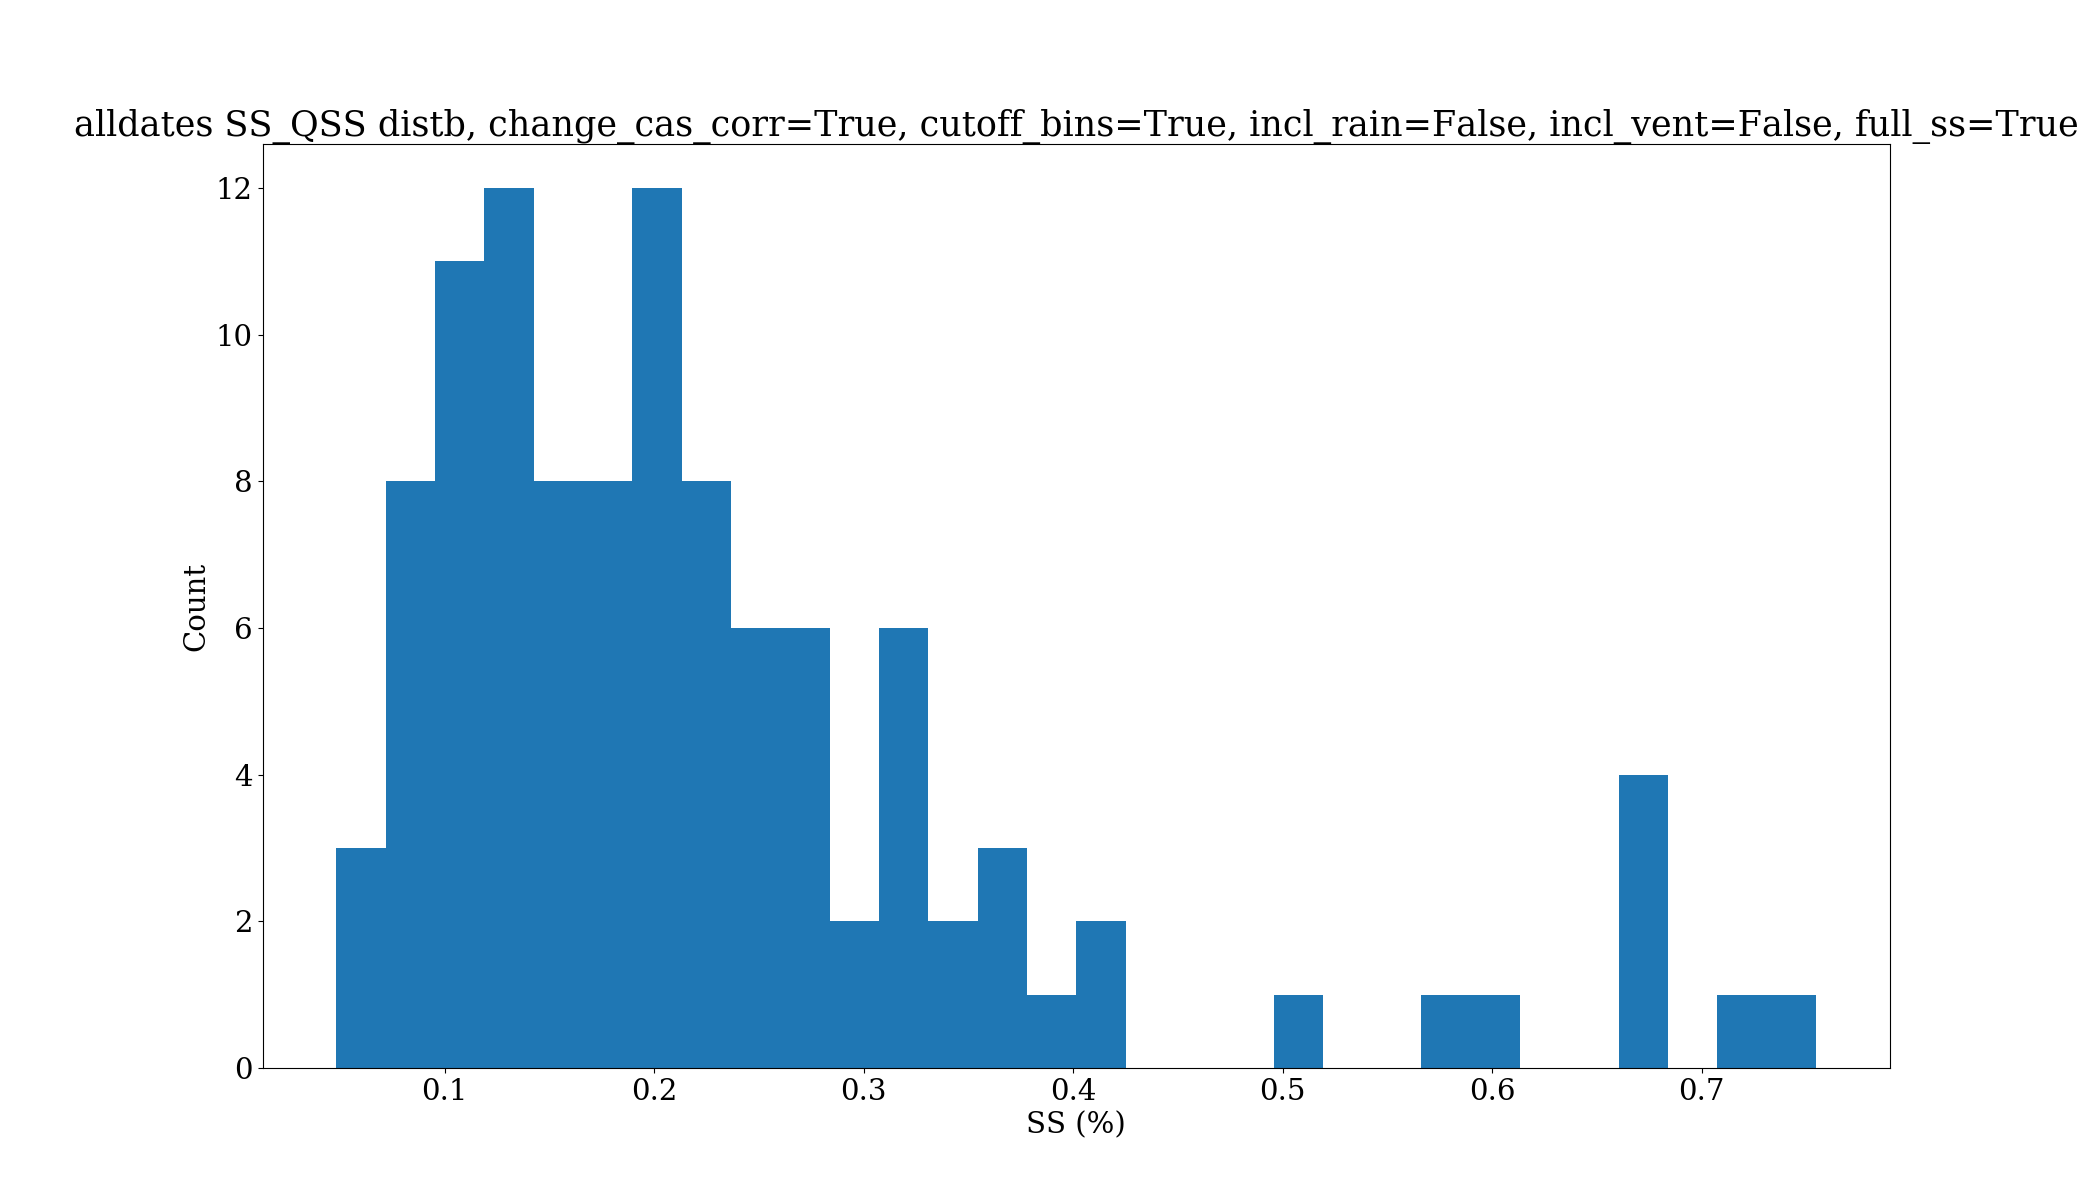 alldates SS_QSS distb, change_cas_corr=True, cutoff_bins=True, incl_rain=False, incl_vent=False, full_ss=True
12
10
8
6
4
2
0
Count
0.1 0.2 0.3 0.4 0.5 0.6 0.7
SS (%)